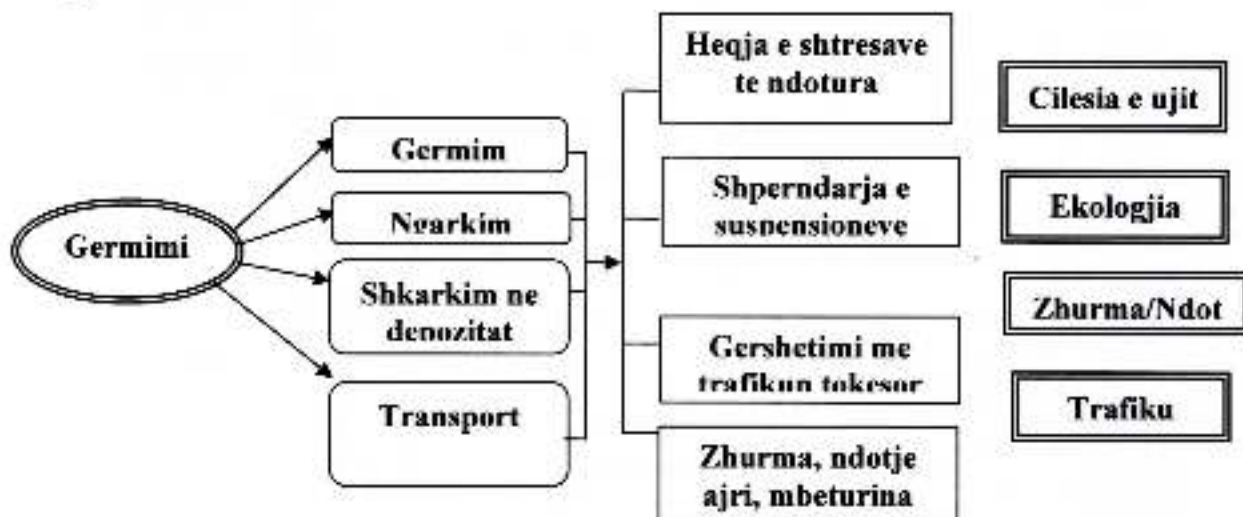 Germimi
Germim
Ngarkim
Shkarkim ne
depozitat
Transport
Heqja e shtresave
te ndotura
Shperndarja e
suspensioneve
Gershetimi me
trafikun tokesor
Zhurma, ndotje
ajri, mbeturina
Cilesia e ujit
Ekologjia
Zhurma/Ndot
Trafiku